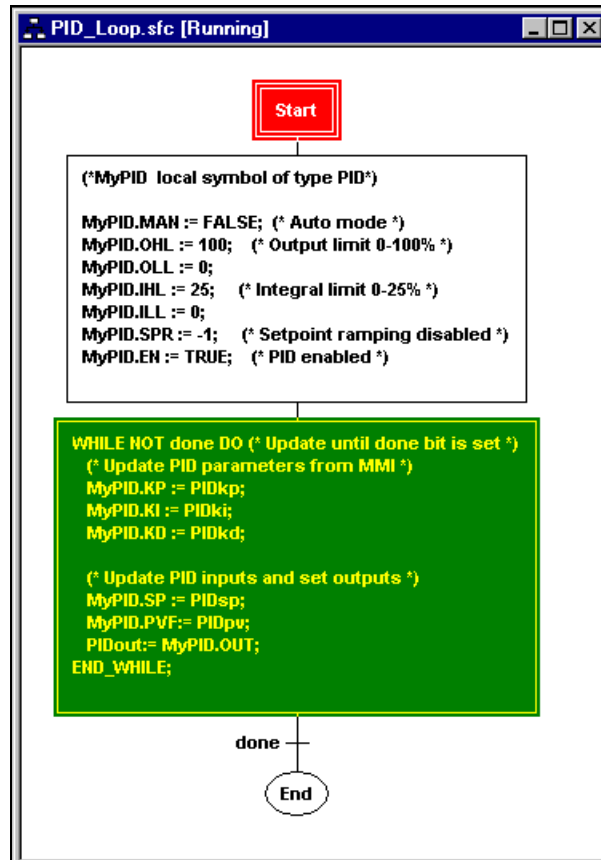 PID_Loop.sfc [Running]
Start
(*MyPID local symbol of type PID*)
MyPID.MAN := FALSE; (* Auto mode *)
MyPID.OHL := 100; (* Output limit 0-100% *)
MyPID.OLL := 0;
MyPID.IHL := 25; (* Integral limit 0-25% *)
MyPID.ILL := 0;
MyPID.SPR := -1; (* Setpoint ramping disabled *)
MyPID.EN := TRUE; (* PID enabled *)
WHILE NOT done DO (* Update until done bit is set *)
(* Update PID parameters from MMI *)
MyPID.KP := PIDkp;
MyPID.KI := PIDki;
MyPID.KD := PIDkd;
(* Update PID inputs and set outputs *)
MyPID.SP := PIDsp;
MyPID.PVF:= PIDpv;
PIDout:= MyPID.OUT;
END_WHILE;
done
End